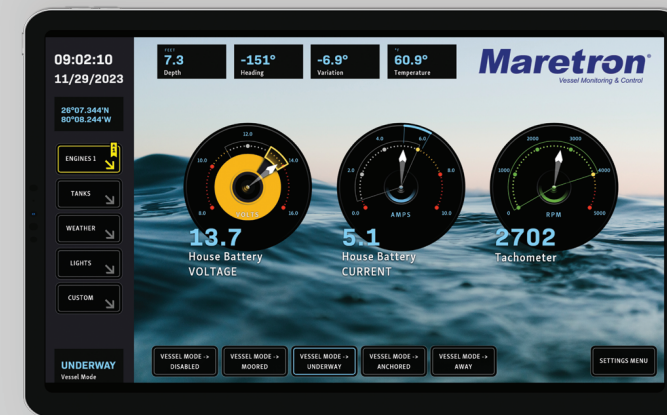 09:02:10
11/29/2023
FEET
7.3
Depth
-151°
Heading
-6.9°
Variation
°F
60.9°
Temperature
Maretron®
Vessel Monitoring & Control
26°07.344'N
80°08.244'W
ENGINES 1
TANKS
WEATHER
LIGHTS
CUSTOM
UNDERWAY
Vessel Mode
8.0
10.0
12.0
14.0
16.0
VOLTS
13.7
House Battery
VOLTAGE
0.0
2.0
4.0
6.0
8.0
10.0
AMPS
5.1
House Battery
CURRENT
0
1000
2000
3000
4000
5000
RPM
2702
Tachometer
VESSEL MODE ->
DISABLED
VESSEL MODE ->
MOORED
VESSEL MODE ->
UNDERWAY
VESSEL MODE ->
ANCHORED
VESSEL MODE ->
AWAY
SETTINGS MENU